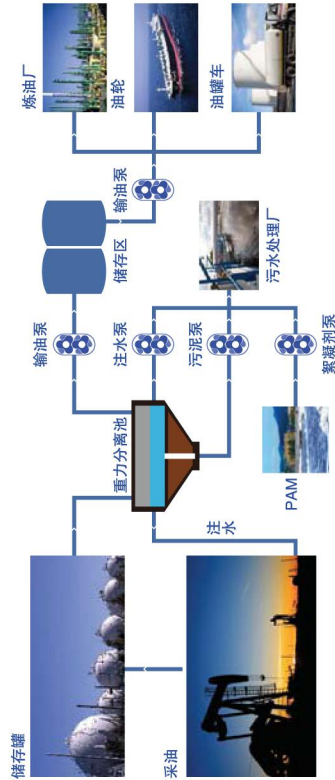 储存罐
采油
注水
PAM
重力分离池
输油泵
注水泵
污泥泵
絮凝剂泵
储存区
输油泵
污水处理厂
炼油厂
油轮
油罐车